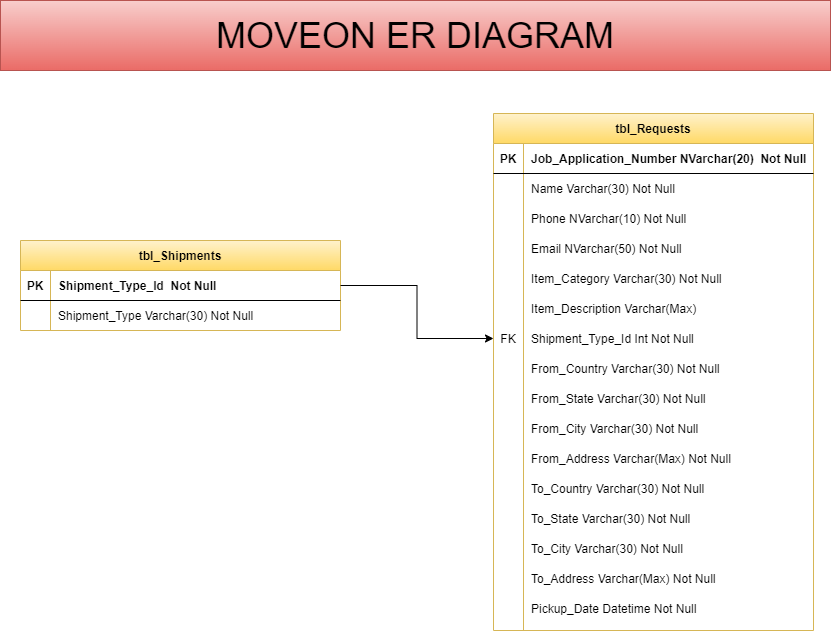 MOVEON ER DIAGRAM
tbl_Shipments
PK Shipment_Type_Id  Not Null
Shipment_Type Varchar(30) Not Null
tbl_Requests
PK Job_Application_Number NVarchar(20)  Not Null
Name Varchar(30) Not Null
Phone NVarchar(10) Not Null
Email NVarchar(50) Not Null
Item_Category Varchar(30) Not Null
Item_Description Varchar(Max)
FK Shipment_Type_Id Int Not Null
From_Country Varchar(30) Not Null
From_State Varchar(30) Not Null
From_City Varchar(30) Not Null
From_Address Varchar(Max) Not Null
To_Country Varchar(30) Not Null
To_State Varchar(30) Not Null
To_City Varchar(30) Not Null
To_Address Varchar(Max) Not Null
Pickup_Date Datetime Not Null